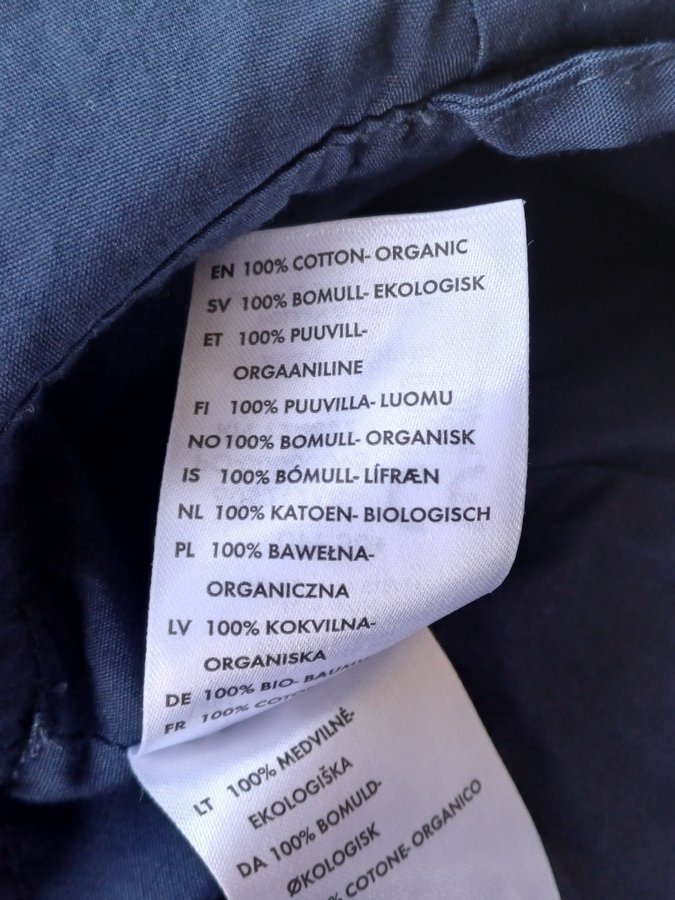 EN 100% COTTON- ORGANIC
SV 100% BOMULL- EKOLOGISK
ET 100% PUUVILL-
ORGAANILINE
FI 100% PUUVILLA- LUOMU
NO 100% BOMULL- ORGANISK
IS 100% BÓMULL- LÍFRÆN
NL 100% KATOEN- BIOLOGISCH
PL 100% BAWEŁNA-
ORGANICZNA
LV 100% KOKVILNA-
ORGANISKA
DE 100% BIO-
FR 100%
LT 100% MEDVILNĖ-
EKOLOGIŠKA
DA 100% BOMULD-
ØKOLOGISK
% COTONE- ORGANICO